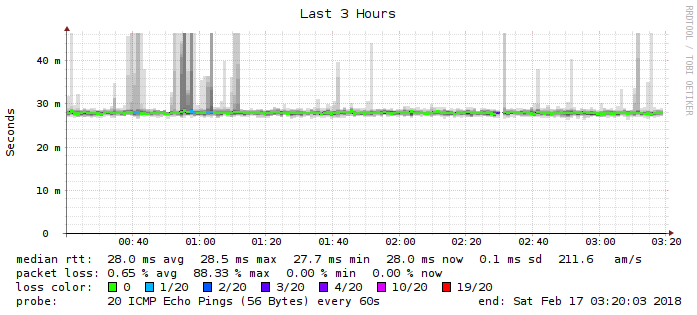 Last 3 Hours
RRDTOOL / TOBI OETIKER
Seconds
40 m
30 m
20 m
10 m
0
00:40 01:00 01:20 01:40 02:00 02:20 02:40 03:00 03:20
median rtt: 28.0 ms avg 28.5 ms max 27.7 ms min 28.0 ms now 0.1 ms sd 211.6 am/s
packet loss: 0.65 % avg 88.33 % max 0.00 % min 0.00 % now
loss color: 0 1/20 2/20 3/20 4/20 10/20 19/20
probe: 20 ICMP Echo Pings (56 Bytes) every 60s end: Sat Feb 17 03:20:03 2018